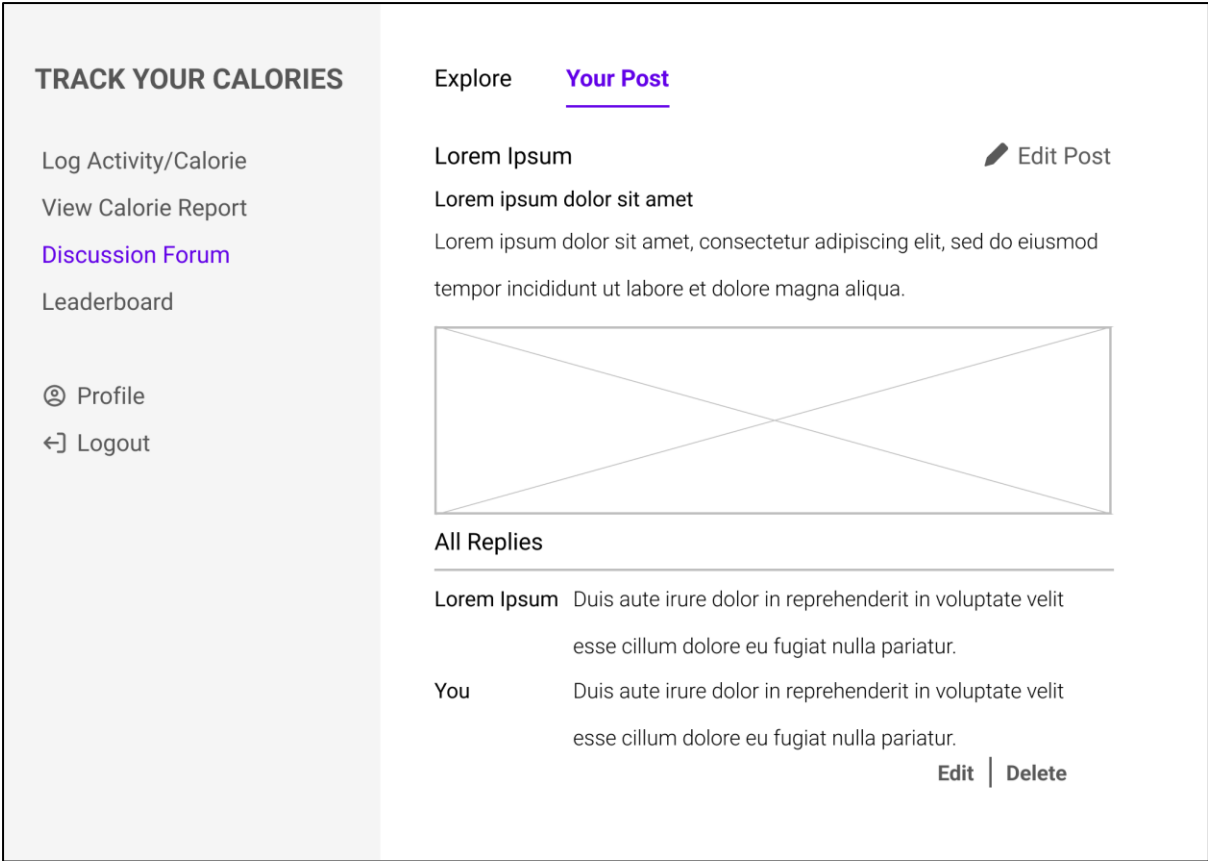 TRACK YOUR CALORIES
Log Activity/Calorie
View Calorie Report
Discussion Forum
Leaderboard
Profile
Logout
Explore
Your Post
Lorem Ipsum
Edit Post
Lorem ipsum dolor sit amet
Lorem ipsum dolor sit amet, consectetur adipiscing elit, sed do eiusmod
tempor incididunt ut labore et dolore magna aliqua.
All Replies
Lorem Ipsum Duis aute irure dolor in reprehenderit in voluptate velit
esse cillum dolore eu fugiat nulla pariatur.
You Duis aute irure dolor in reprehenderit in voluptate velit
esse cillum dolore eu fugiat nulla pariatur.
Edit | Delete